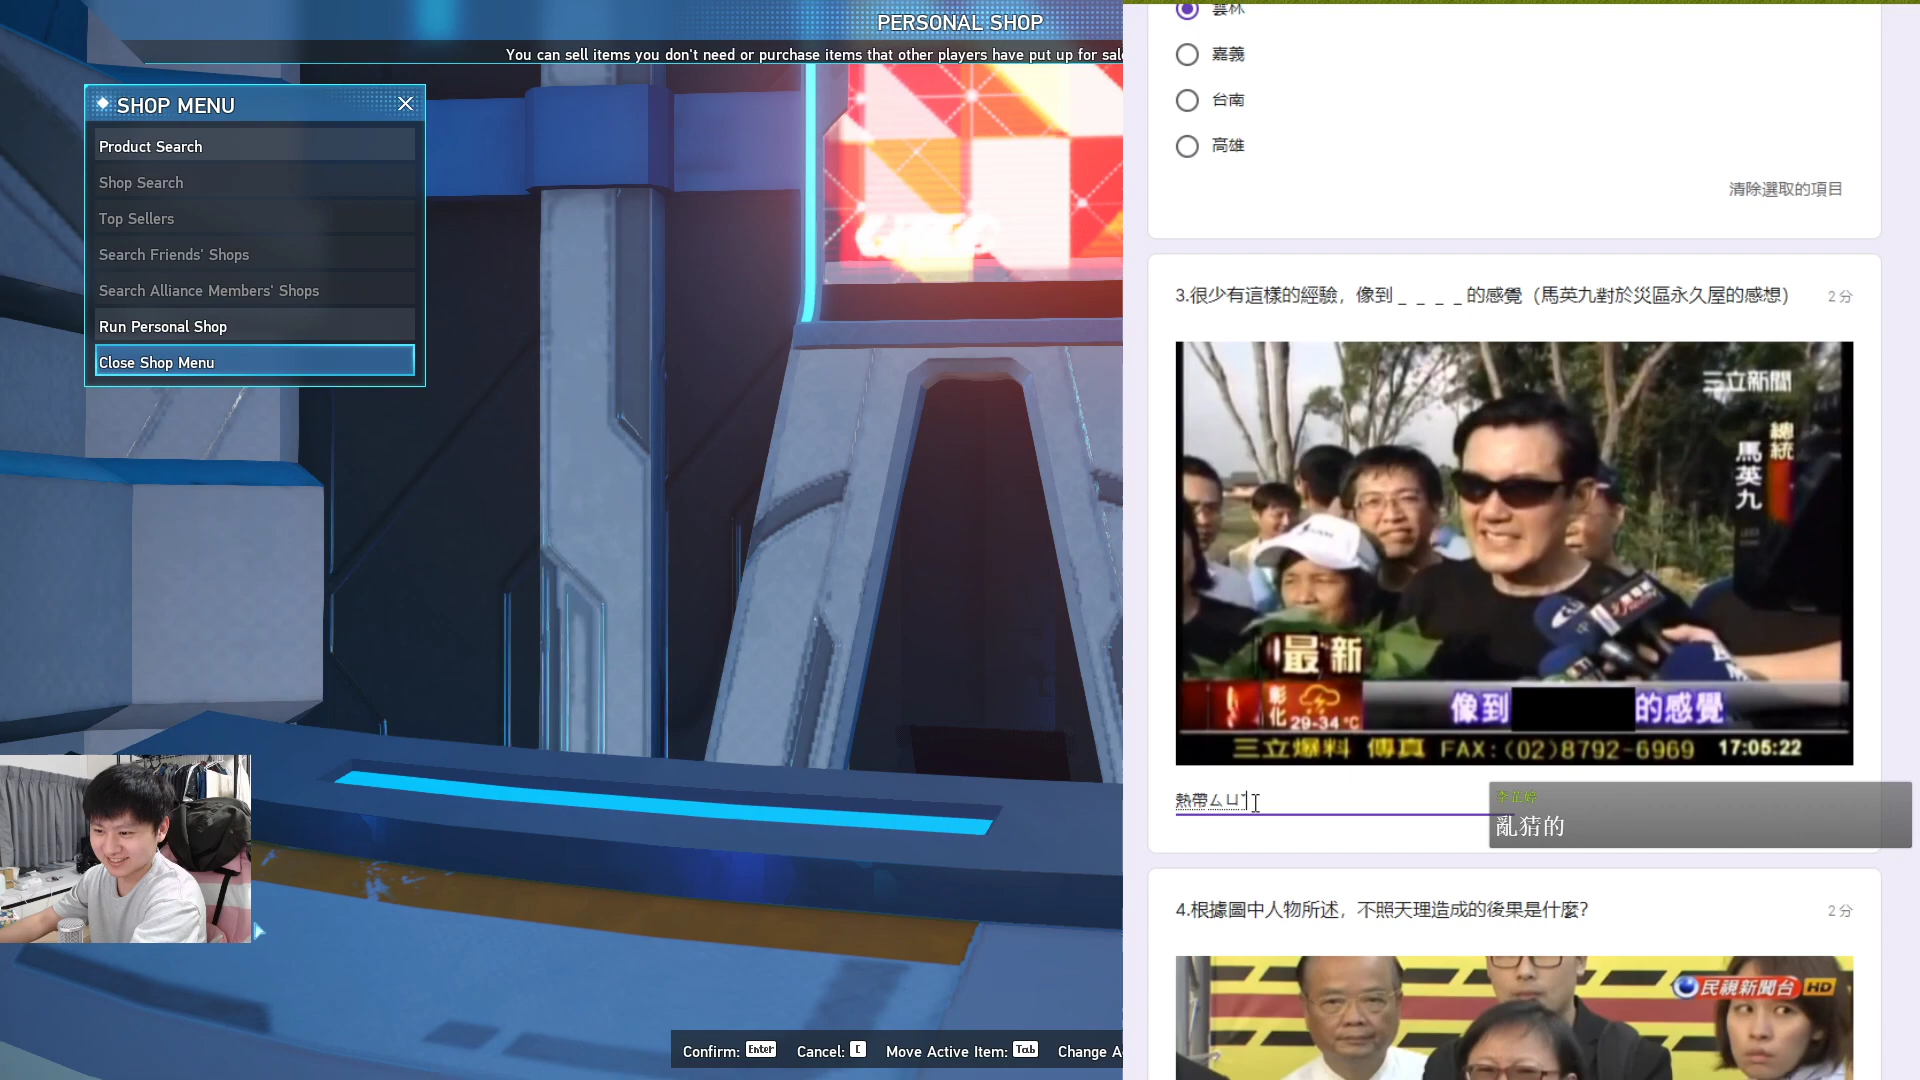 PERSONAL SHOP
You can sell items you don't need or purchase items that other players have put up for sal
SHOP MENU
Product Search
Shop Search
Top Sellers
Search Friends' Shops
Search Alliance Members' Shops
Run Personal Shop
Close Shop Menu
Confirm: Enter
Cancel:
Move Active Item: Tab
Change A
雲林
嘉義
台南
高雄
清除選取的項目
3.很少有這樣的經驗，像到＿＿＿＿的感覺（馬英九對於災區永久屋的感想）
2 分
三立新聞
總統
馬英九
最新
彰化
29-34 °C
像到
的感覺
三立爆料 傳真 FAX:(02)8792-6969
17:05:22
熱帶ㄙㄩˇ
李芷婷
亂猜的
4.根據圖中人物所述，不照天理造成的後果是什麼?
2 分
民視新聞台 HD